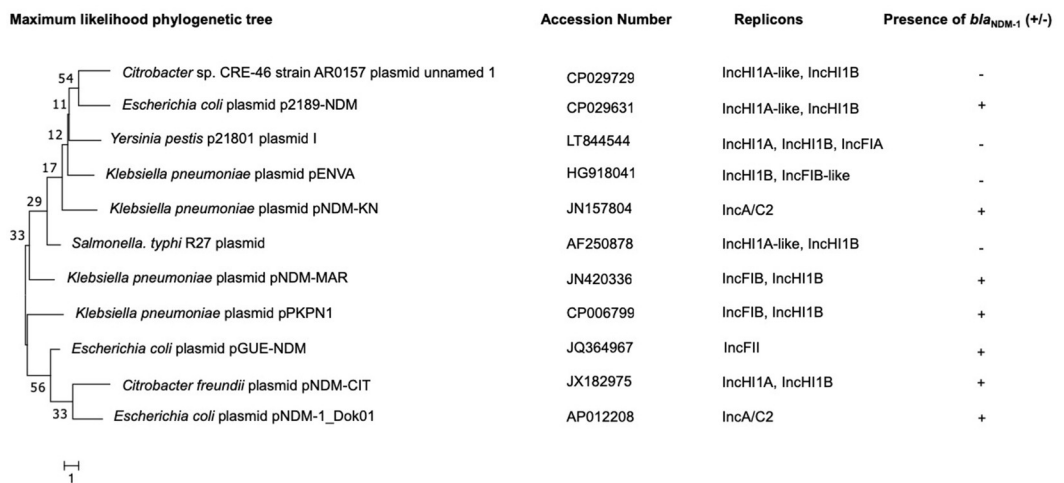 Maximum likelihood phylogenetic tree Accession Number Replicons Presence of blaNDM-1 (+/-)
54 Citrobacter sp. CRE-46 strain AR0157 plasmid unnamed 1 CP029729 IncHI1A-like, IncHI1B -
11 Escherichia coli plasmid p2189-NDM CP029631 IncHI1A-like, IncHI1B +
12 Yersinia pestis p21801 plasmid I LT844544 IncHI1A, IncHI1B, IncFIA -
17 Klebsiella pneumoniae plasmid pENVA HG918041 IncHI1B, IncFIB-like -
29 Klebsiella pneumoniae plasmid pNDM-KN JN157804 IncA/C2 +
33 Salmonella. typhi R27 plasmid AF250878 IncHI1A-like, IncHI1B -
Klebsiella pneumoniae plasmid pNDM-MAR JN420336 IncFIB, IncHI1B +
Klebsiella pneumoniae plasmid pPKPN1 CP006799 IncFIB, IncHI1B +
Escherichia coli plasmid pGUE-NDM JQ364967 IncFII +
56 Citrobacter freundii plasmid pNDM-CIT JX182975 IncHI1A, IncHI1B +
33 Escherichia coli plasmid pNDM-1_Dok01 AP012208 IncA/C2 +
1